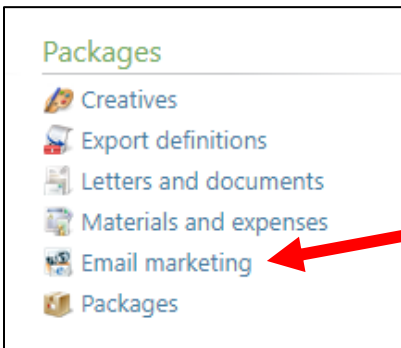 Packages
Creatives
Export definitions
Letters and documents
Materials and expenses
Email marketing
Packages